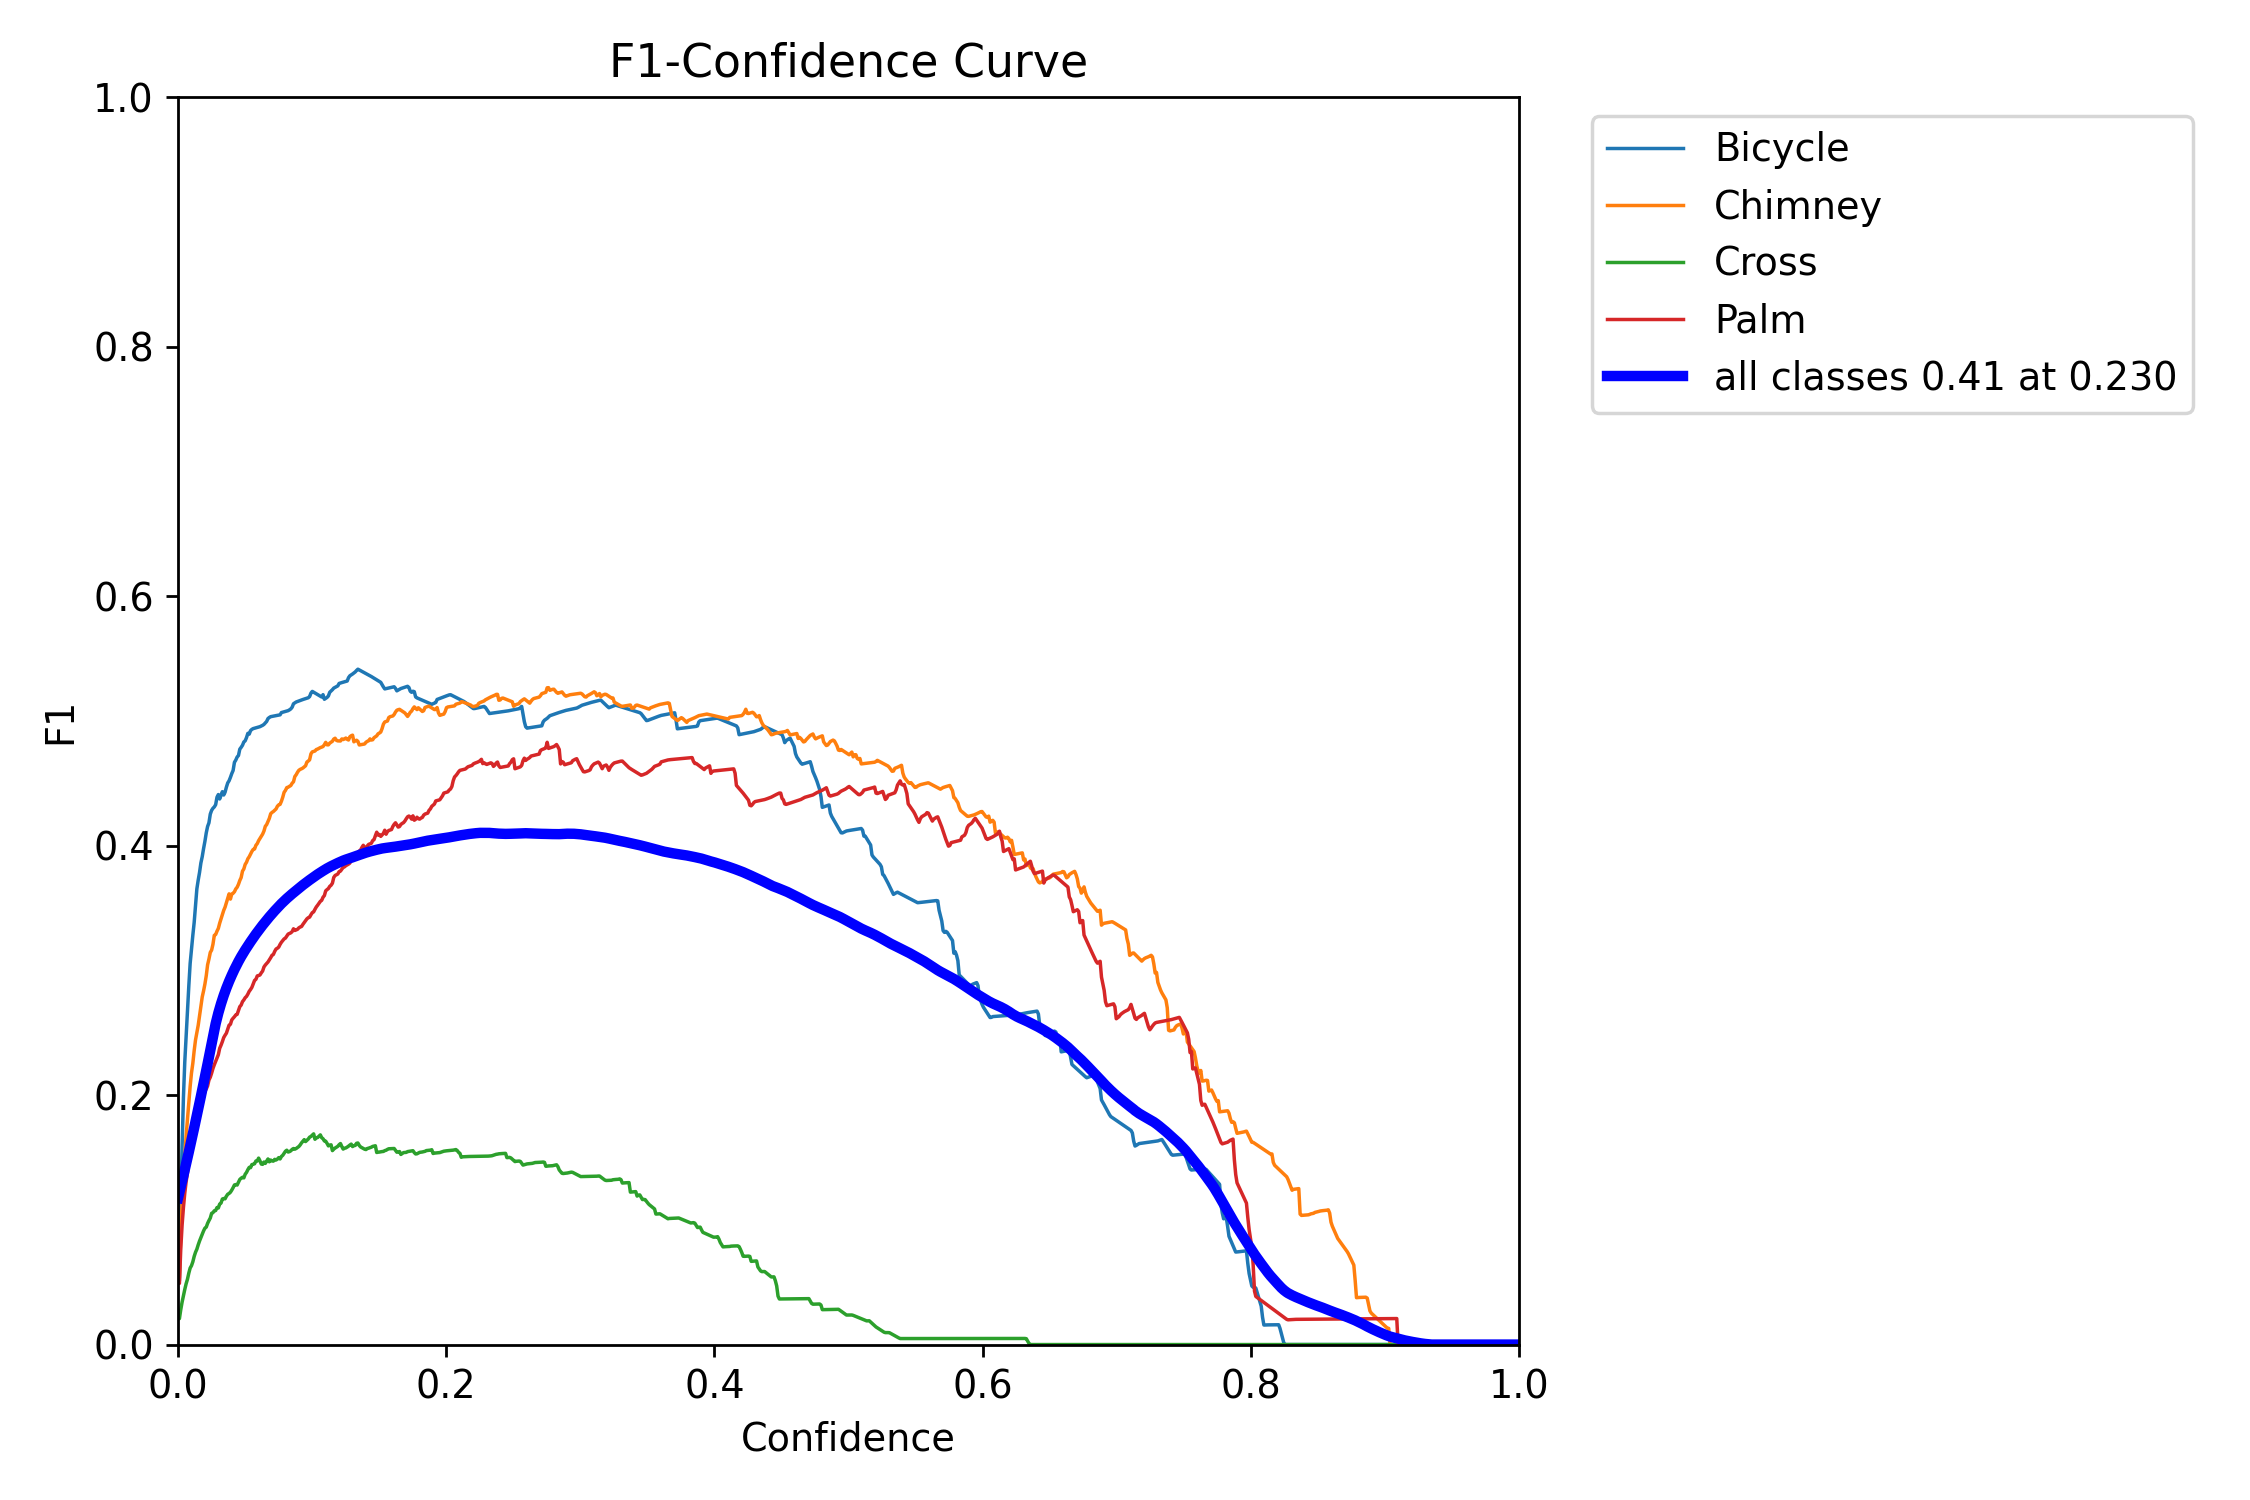 F1-Confidence Curve
1.0
0.8
0.6
0.4
0.2
0.0
F1
0.0 0.2 0.4 0.6 0.8 1.0
Confidence
Bicycle
Chimney
Cross
Palm
all classes 0.41 at 0.230